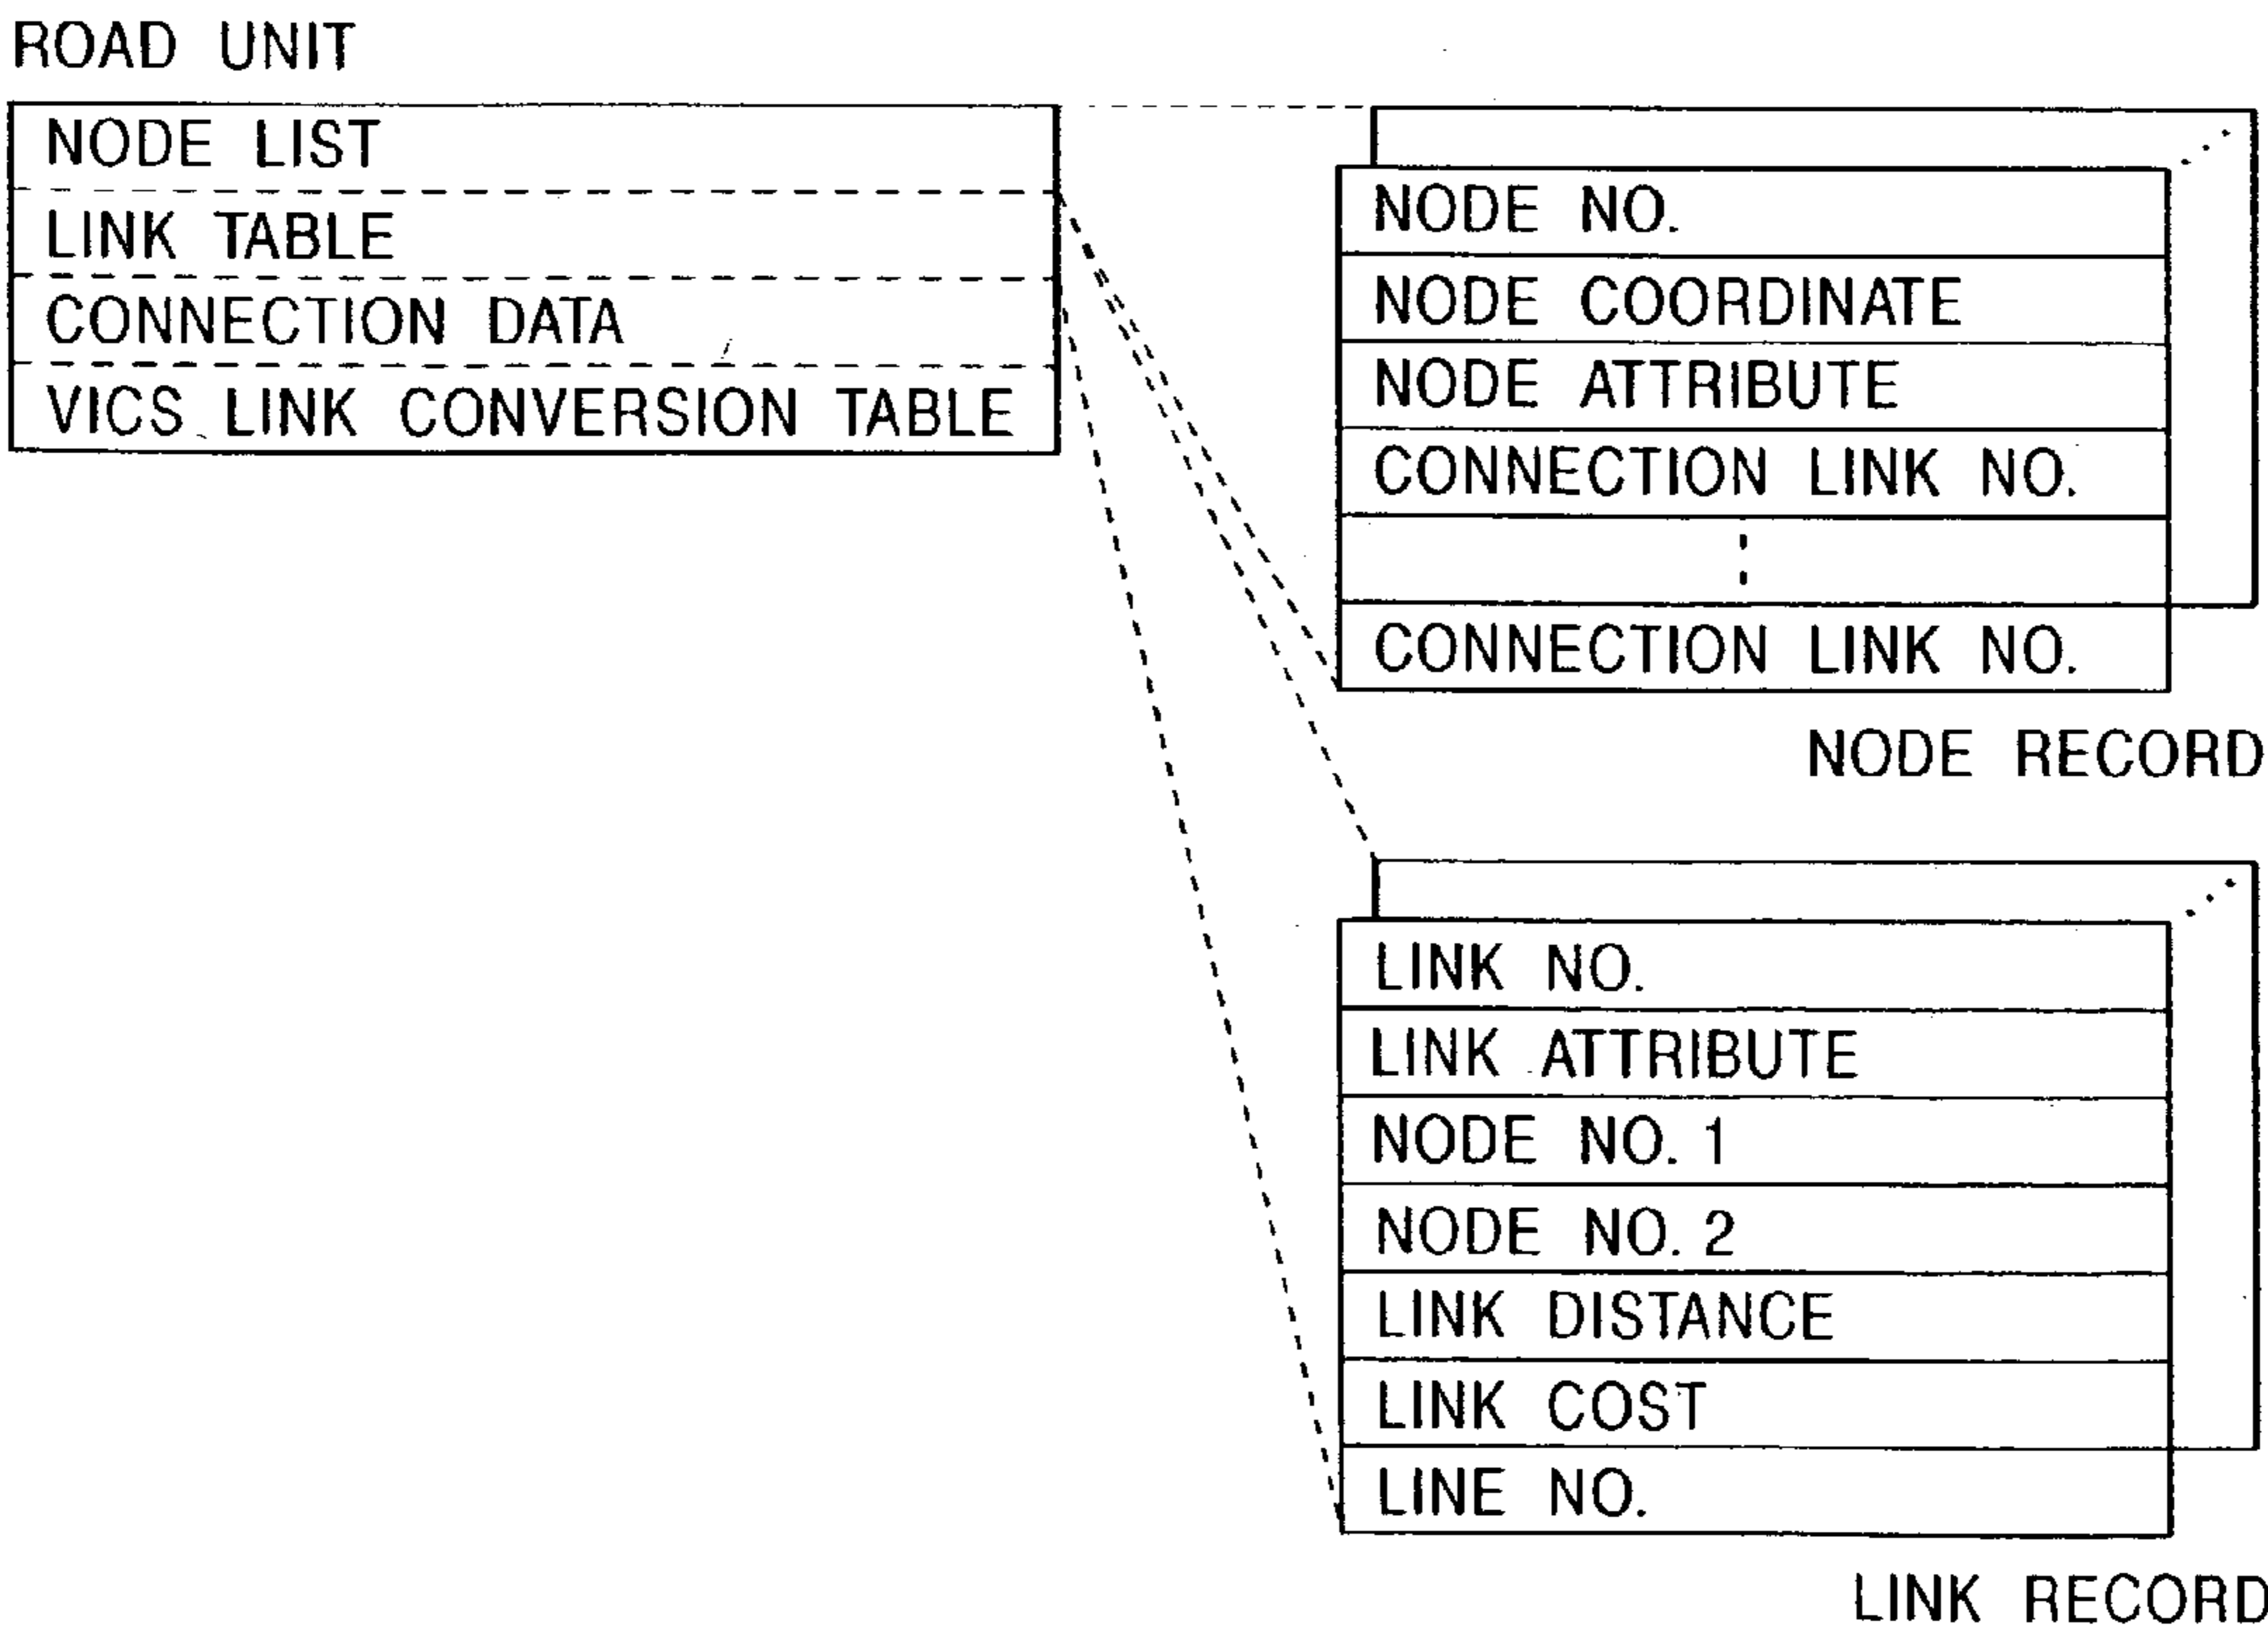 ROAD UNIT
NODE LIST
LINK TABLE
CONNECTION DATA
VICS LINK CONVERSION TABLE
NODE NO.
NODE COORDINATE
NODE ATTRIBUTE
CONNECTION LINK NO.
CONNECTION LINK NO.
NODE RECORD
LINK NO.
LINK ATTRIBUTE
NODE NO. 1
NODE NO. 2
LINK DISTANCE
LINK COST
LINE NO.
LINK RECORD